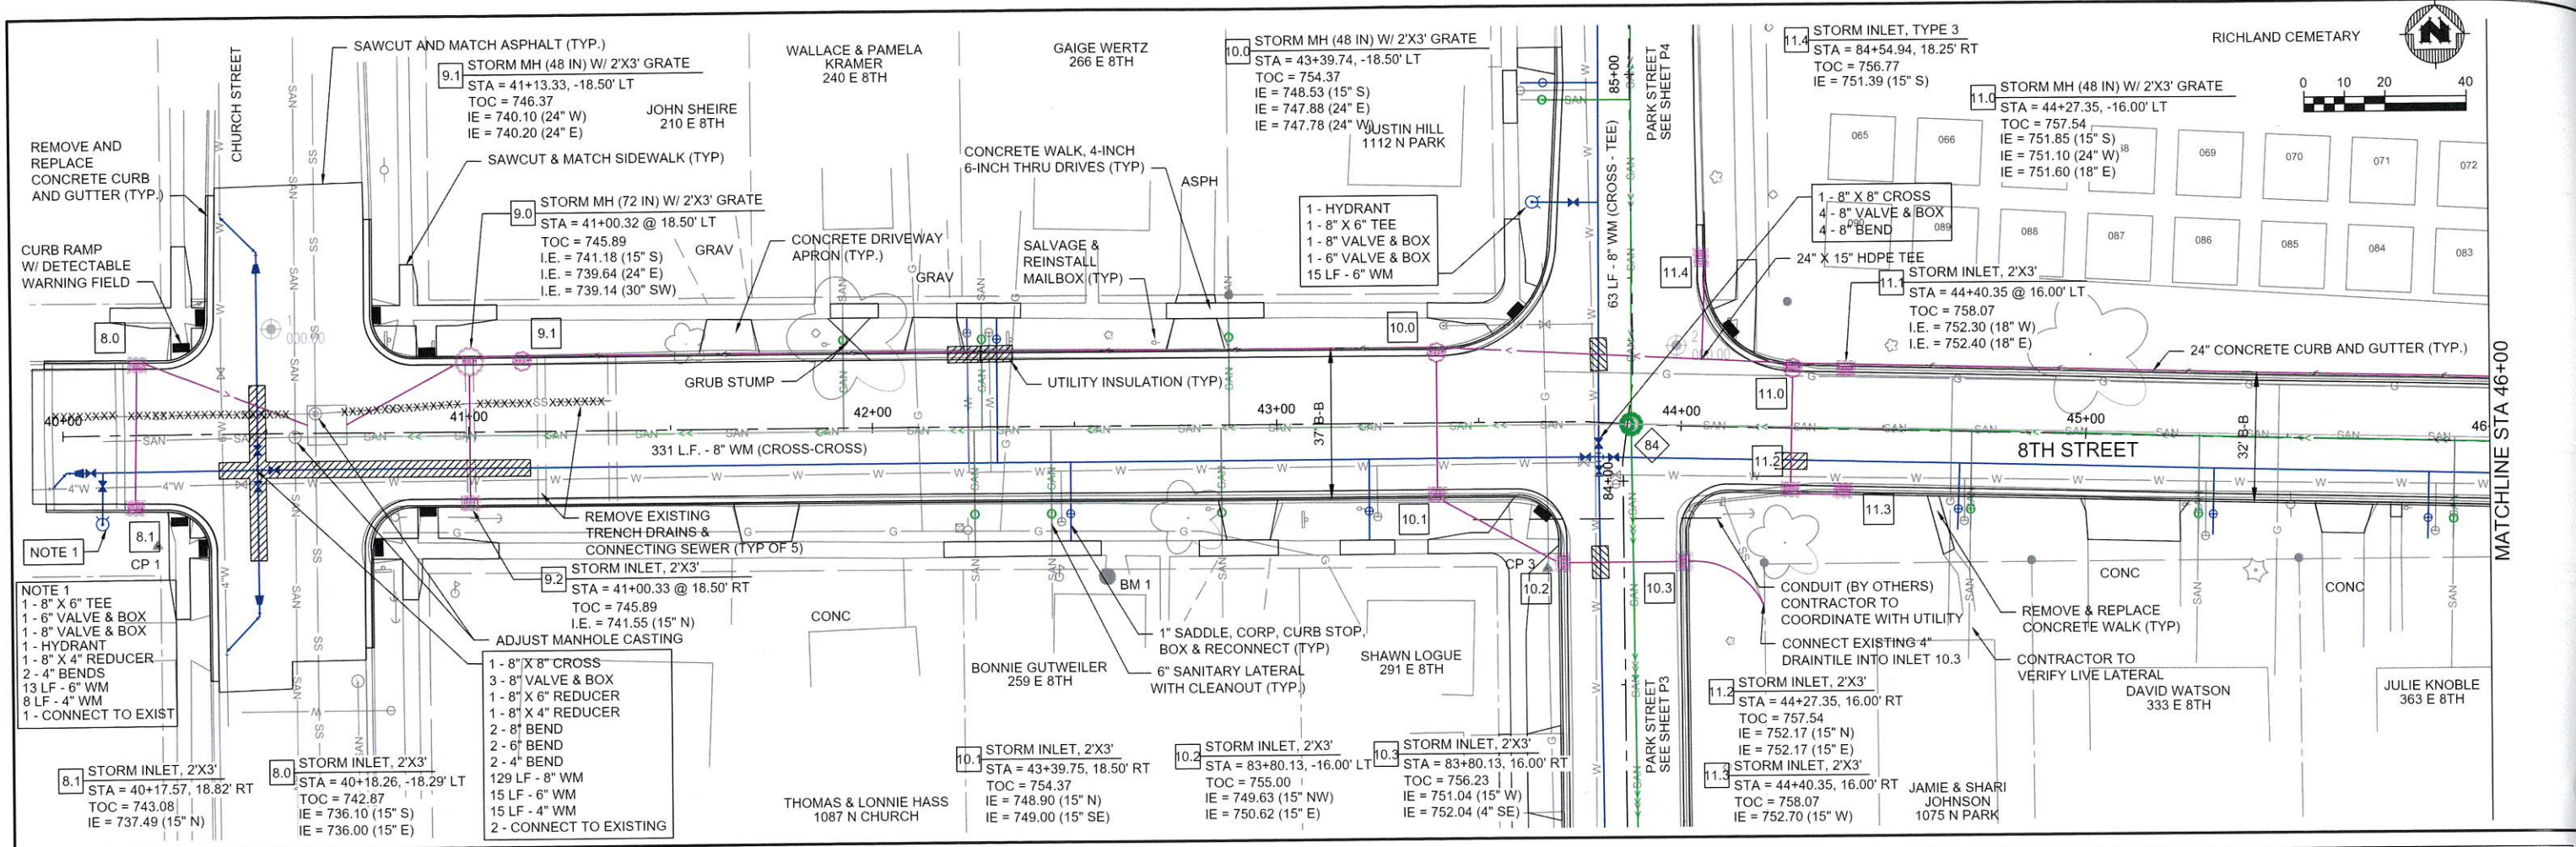 CHURCH STREET
SAWCUT AND MATCH ASPHALT (TYP.)
9.1
STORM MH (48 IN) W/ 2'X3' GRATE
STA = 41+13.33, -18.50' LT
TOC = 746.37
IE = 740.10 (24" W)
IE = 740.20 (24" E)
JOHN SHEIRE
210 E 8TH
WALLACE & PAMELA
KRAMER
240 E 8TH
GAIGE WERTZ
266 E 8TH
10.0
STORM MH (48 IN) W/ 2'X3' GRATE
STA = 43+39.74, -18.50' LT
TOC = 754.37
IE = 748.53 (15" S)
IE = 747.88 (24" E)
IE = 747.78 (24" W)
JUSTIN HILL
1112 N PARK
85+00
PARK STREET
SEE SHEET P4
11.4
STORM INLET, TYPE 3
STA = 84+54.94, 18.25' RT
TOC = 756.77
IE = 751.39 (15" S)
11.0
STORM MH (48 IN) W/ 2'X3' GRATE
STA = 44+27.35, -16.00' LT
TOC = 757.54
IE = 751.85 (15" S)
IE = 751.10 (24" W)
IE = 751.60 (18" E)
RICHLAND CEMETARY
N
0 10 20 40
065
066
069
070
071
072
089
088
087
086
085
084
083
REMOVE AND
REPLACE
CONCRETE CURB
AND GUTTER (TYP.)
SAWCUT & MATCH SIDEWALK (TYP)
9.0
STORM MH (72 IN) W/ 2'X3' GRATE
STA = 41+00.32 @ 18.50' LT
TOC = 745.89
I.E. = 741.18 (15" S)
I.E. = 739.64 (24" E)
I.E. = 739.14 (30" SW)
GRAV
CONCRETE DRIVEWAY
APRON (TYP.)
GRAV
CONCRETE WALK, 4-INCH
6-INCH THRU DRIVES (TYP)
ASPH
SALVAGE &
REINSTALL
MAILBOX (TYP)
1 - HYDRANT
1 - 8" X 6" TEE
1 - 8" VALVE & BOX
1 - 6" VALVE & BOX
15 LF - 6" WM
63 LF - 8" WM (CROSS - TEE)
1 - 8" X 8" CROSS
4 - 8" VALVE & BOX
4 - 8" BEND
24" X 15" HDPE TEE
11.1
STORM INLET, 2'X3'
STA = 44+40.35 @ 16.00' LT
TOC = 758.07
I.E. = 752.30 (18" W)
I.E. = 752.40 (18" E)
24" CONCRETE CURB AND GUTTER (TYP.)
CURB RAMP
W/ DETECTABLE
WARNING FIELD
8.0
9.1
10.0
11.4
11.0
GRUB STUMP
UTILITY INSULATION (TYP)
40+00
41+00
42+00
43+00
44+00
45+00
46
37' B-B
32' B-B
331 L.F. - 8" WM (CROSS-CROSS)
84
84+00
8TH STREET
MATCHLINE STA 46+00
4"W
4"W
6"W
4"W
NOTE 1
8.1
CP 1
10.1
11.2
11.3
REMOVE EXISTING
TRENCH DRAINS &
CONNECTING SEWER (TYP OF 5)
9.2
STORM INLET, 2'X3'
STA = 41+00.33 @ 18.50' RT
TOC = 745.89
I.E. = 741.55 (15" N)
ADJUST MANHOLE CASTING
NOTE 1
1 - 8" X 6" TEE
1 - 6" VALVE & BOX
1 - 8" VALVE & BOX
1 - HYDRANT
1 - 8" X 4" REDUCER
2 - 4" BENDS
13 LF - 6" WM
8 LF - 4" WM
1 - CONNECT TO EXIST
1 - 8" X 8" CROSS
3 - 8" VALVE & BOX
1 - 8" X 6" REDUCER
1 - 8" X 4" REDUCER
2 - 8" BEND
2 - 6" BEND
2 - 4" BEND
129 LF - 8" WM
15 LF - 6" WM
15 LF - 4" WM
2 - CONNECT TO EXISTING
CONC
BM 1
BONNIE GUTWEILER
259 E 8TH
1" SADDLE, CORP, CURB STOP,
BOX & RECONNECT (TYP)
6" SANITARY LATERAL
WITH CLEANOUT (TYP.)
SHAWN LOGUE
291 E 8TH
CP 3
10.2
10.3
CONDUIT (BY OTHERS)
CONTRACTOR TO
COORDINATE WITH UTILITY
CONNECT EXISTING 4"
DRAINTILE INTO INLET 10.3
REMOVE & REPLACE
CONCRETE WALK (TYP)
CONTRACTOR TO
VERIFY LIVE LATERAL
CONC
CONC
DAVID WATSON
333 E 8TH
JULIE KNOBLE
363 E 8TH
PARK STREET
SEE SHEET P3
8.1
STORM INLET, 2'X3'
STA = 40+17.57, 18.82' RT
TOC = 743.08
IE = 737.49 (15" N)
8.0
STORM INLET, 2'X3'
STA = 40+18.26, -18.29' LT
TOC = 742.87
IE = 736.10 (15" S)
IE = 736.00 (15" E)
THOMAS & LONNIE HASS
1087 N CHURCH
10.1
STORM INLET, 2'X3'
STA = 43+39.75, 18.50' RT
TOC = 754.37
IE = 748.90 (15" N)
IE = 749.00 (15" SE)
10.2
STORM INLET, 2'X3'
STA = 83+80.13, -16.00' LT
TOC = 755.00
IE = 749.63 (15" NW)
IE = 750.62 (15" E)
10.3
STORM INLET, 2'X3'
STA = 83+80.13, 16.00' RT
TOC = 756.23
IE = 751.04 (15" W)
IE = 752.04 (4" SE)
11.2
STORM INLET, 2'X3'
STA = 44+27.35, 16.00' RT
TOC = 757.54
IE = 752.17 (15" N)
IE = 752.17 (15" E)
11.3
STORM INLET, 2'X3'
STA = 44+40.35, 16.00' RT
TOC = 758.07
IE = 752.70 (15" W)
JAMIE & SHARI
JOHNSON
1075 N PARK